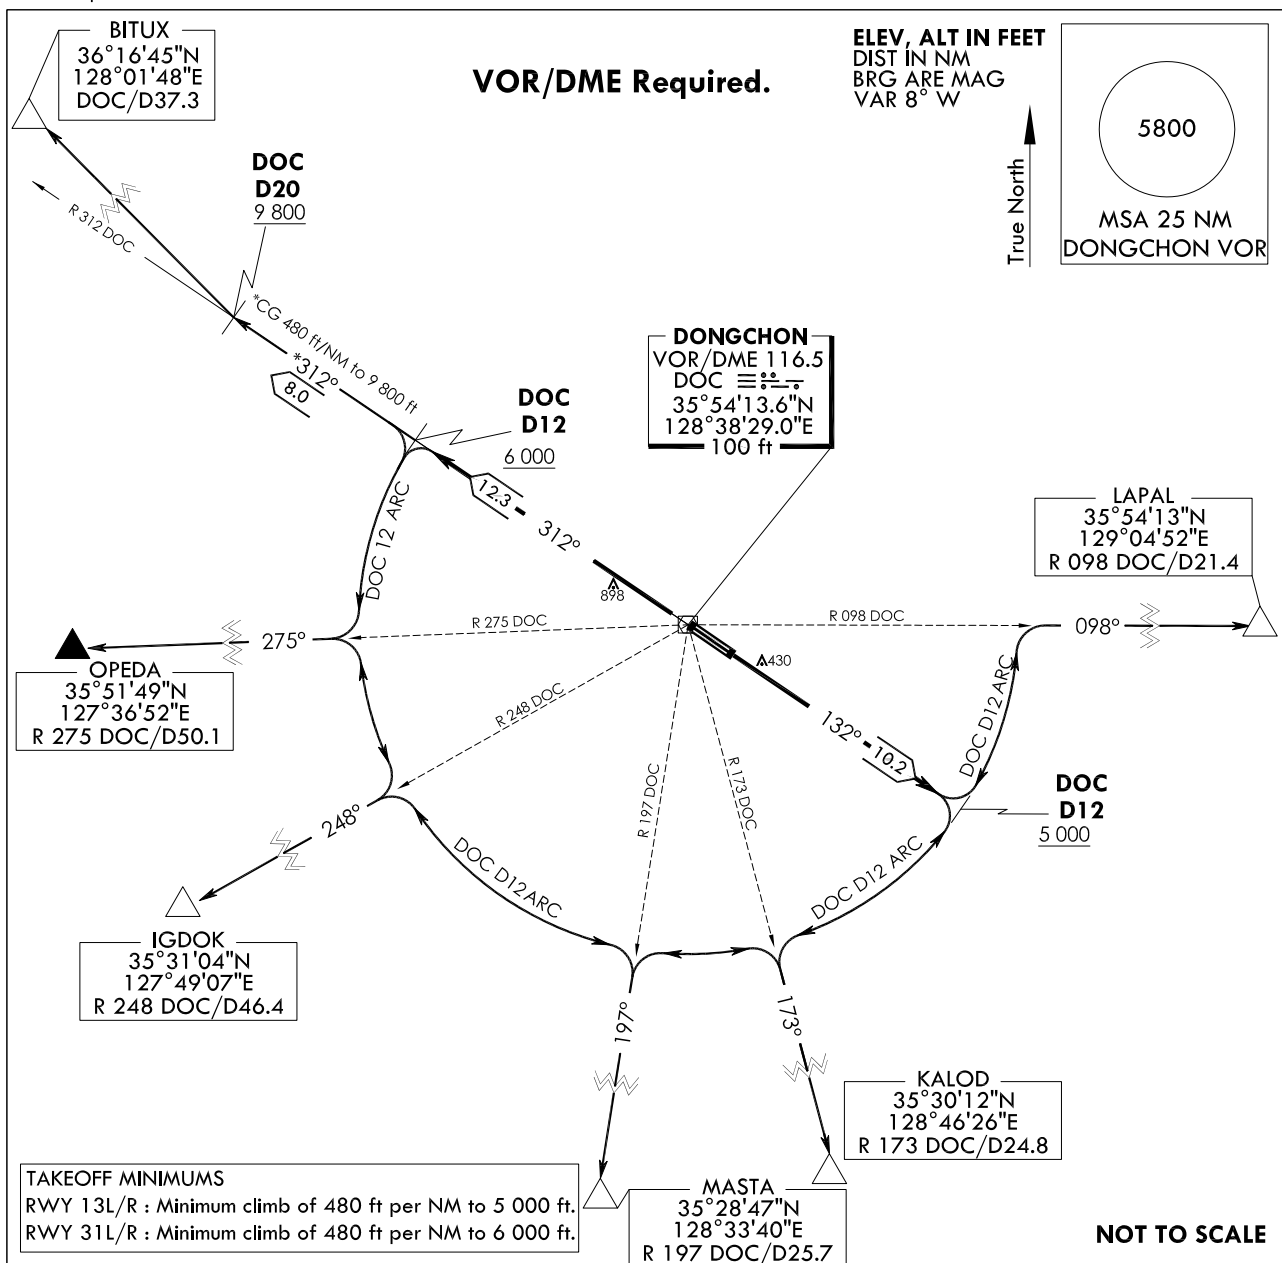 BITUX
36°16'45"N
128°01'48"E
DOC/D37.3
VOR/DME Required.
ELEV, ALT IN FEET
DIST IN NM
BRG ARE MAG
VAR 8° W
True North
5800
MSA 25 NM
DONGCHON VOR
DOC
D20
9 800
R 312 DOC
*CG 480 ft/NM to 9 800 ft
*312°
8.0
DOC
D12
6 000
12.3
312°
DONGCHON
VOR/DME 116.5
DOC
35°54'13.6"N
128°38'29.0"E
100 ft
LAPAL
35°54'13"N
129°04'52"E
R 098 DOC/D21.4
DOC 12 ARC
898
R 275 DOC
R 098 DOC
275°
098°
430
OPEDA
35°51'49"N
127°36'52"E
R 275 DOC/D50.1
R 248 DOC
R 197 DOC
R 173 DOC
132°
10.2
DOC D12 ARC
DOC
D12
5 000
248°
DOC D12 ARC
DOC D12 ARC
IGDOK
35°31'04"N
127°49'07"E
R 248 DOC/D46.4
197°
173°
KALOD
35°30'12"N
128°46'26"E
R 173 DOC/D24.8
TAKEOFF MINIMUMS
RWY 13L/R : Minimum climb of 480 ft per NM to 5 000 ft.
RWY 31L/R : Minimum climb of 480 ft per NM to 6 000 ft.
MASTA
35°28'47"N
128°33'40"E
R 197 DOC/D25.7
NOT TO SCALE